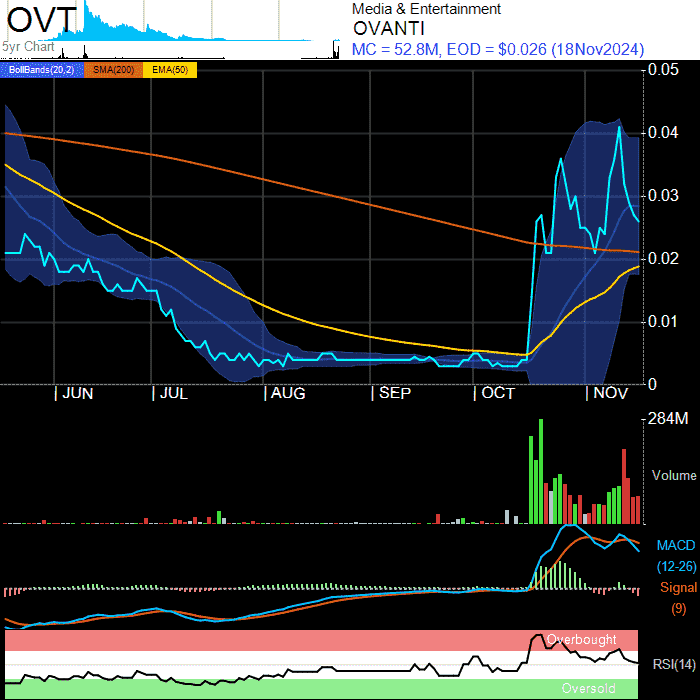 OVT
5yr Chart
Media & Entertainment
OVANTI
MC = 52.8M, EOD = $0.026 (18Nov2024)
BollBands(20,2) SMA(200) EMA(50)
0.05
0.04
0.03
0.02
0.01
0
JUN JUL AUG SEP OCT NOV
284M
Volume
MACD
(12-26)
Signal
(9)
Overbought
RSI(14)
Oversold